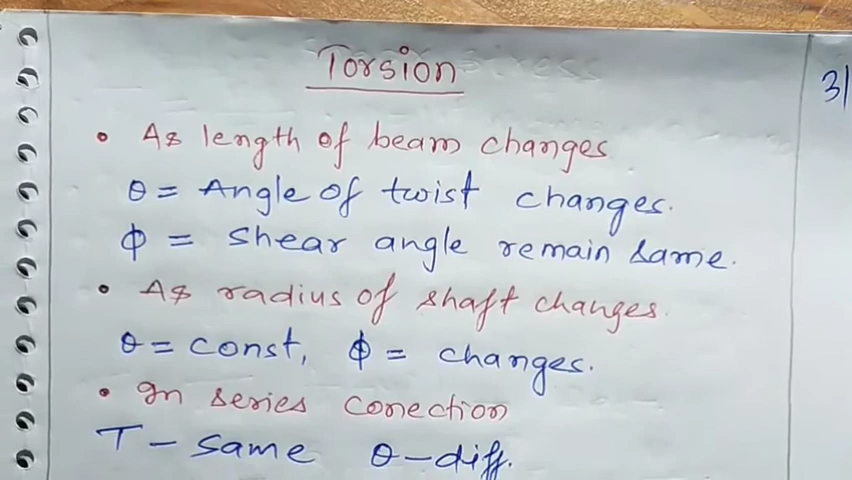 Torsion
3)
• As length of beam changes
θ = Angle of twist changes.
ϕ = shear angle remain same.
• As radius of shaft changes.
θ = const, ϕ = changes.
• In series conection
T - same θ - diff.